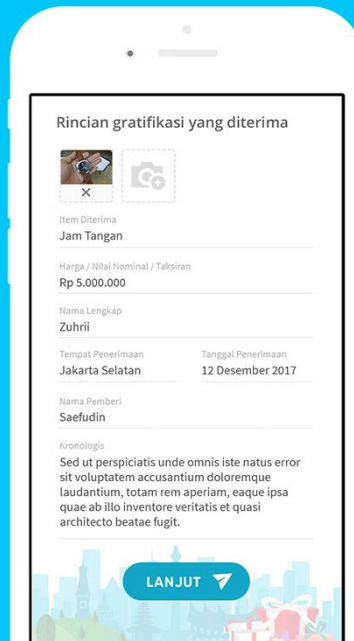 Rincian gratifikasi yang diterima
Item Diterima
Jam Tangan
Harga / Nilai Nominal / Taksiran
Rp 5.000.000
Nama Lengkap
Zuhrii
Tempat Penerimaan
Jakarta Selatan
Tanggal Penerimaan
12 Desember 2017
Nama Pemberi
Saefudin
Kronologis
Sed ut perspiciatis unde omnis iste natus error
sit voluptatem accusantium doloremque
laudantium, totam rem aperiam, eaque ipsa
quae ab illo inventore veritatis et quasi
architecto beatae fugit.
LANJUT